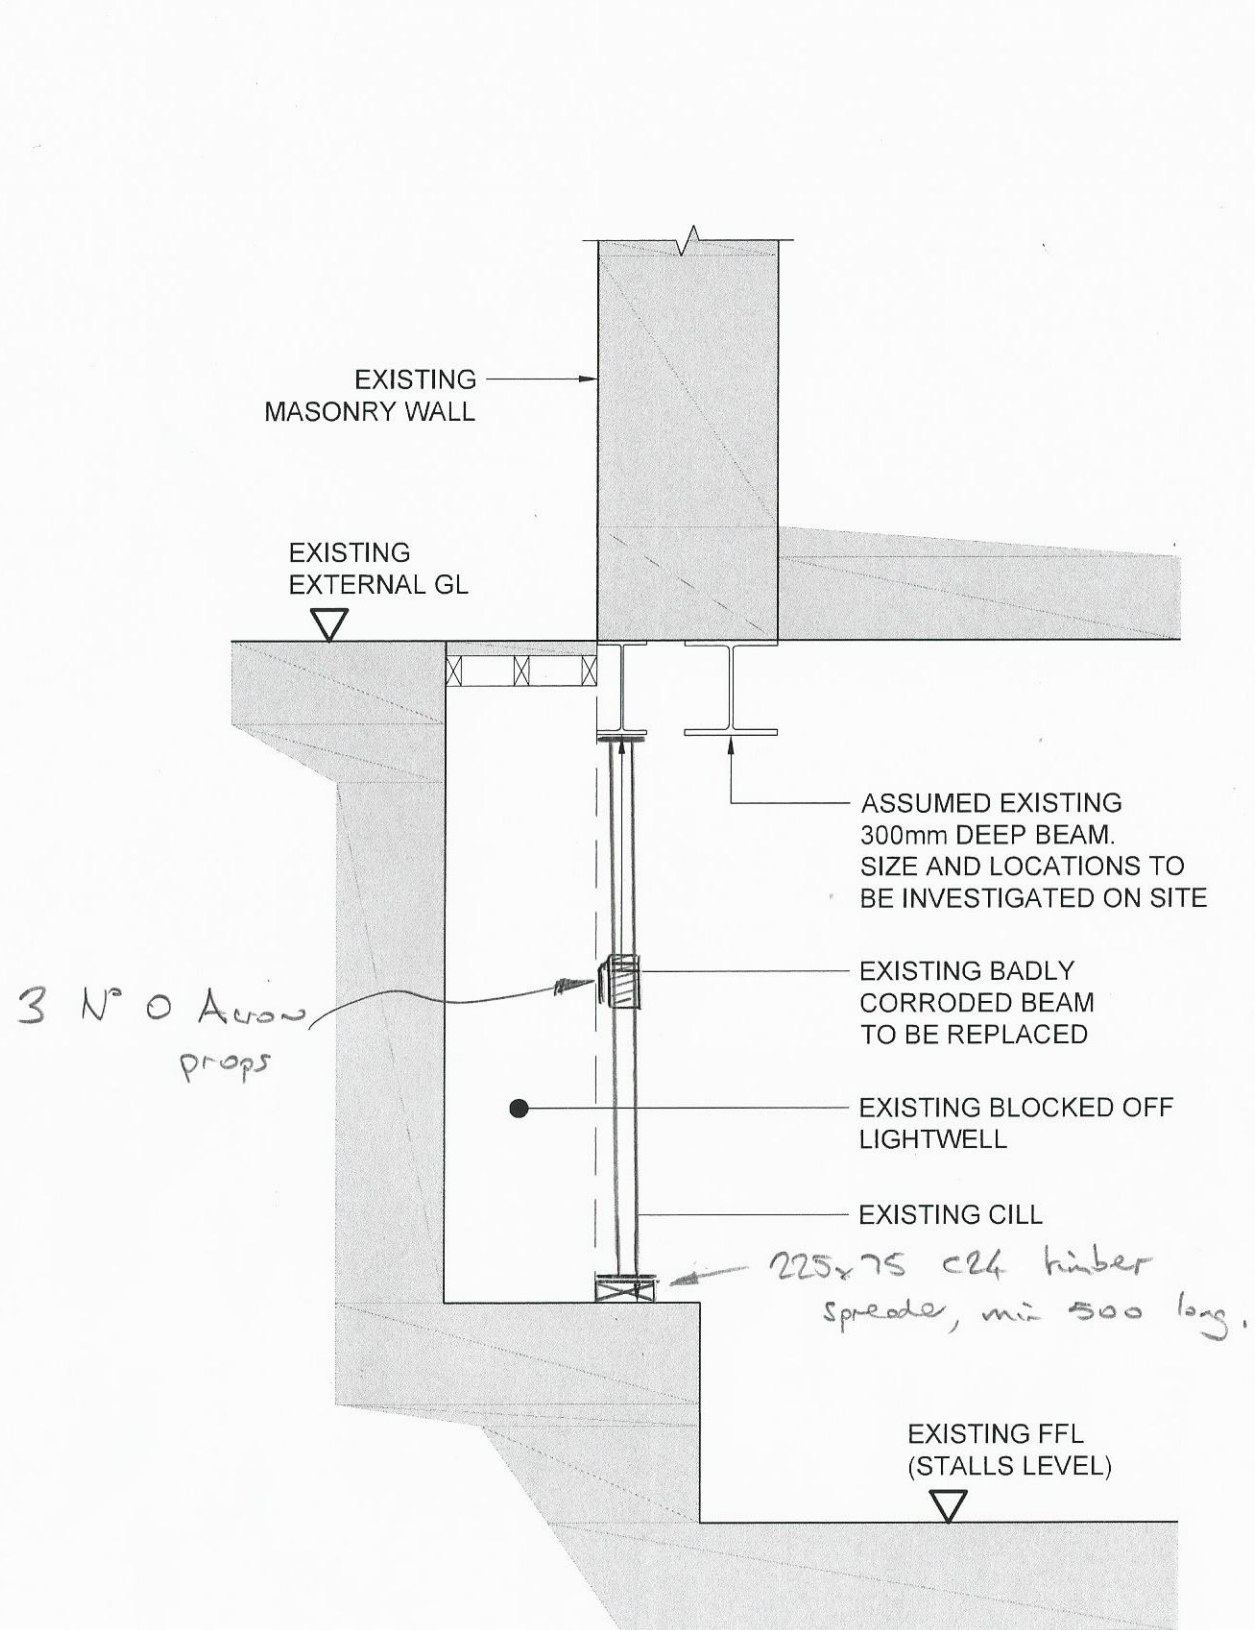 EXISTING
MASONRY WALL
EXISTING
EXTERNAL GL
ASSUMED EXISTING
300mm DEEP BEAM.
SIZE AND LOCATIONS TO
BE INVESTIGATED ON SITE
EXISTING BADLY
CORRODED BEAM
TO BE REPLACED
3 Nº 0 Acrow
props
EXISTING BLOCKED OFF
LIGHTWELL
EXISTING CILL
225x75 C24 timber
spreader, min 500 long.
EXISTING FFL
(STALLS LEVEL)